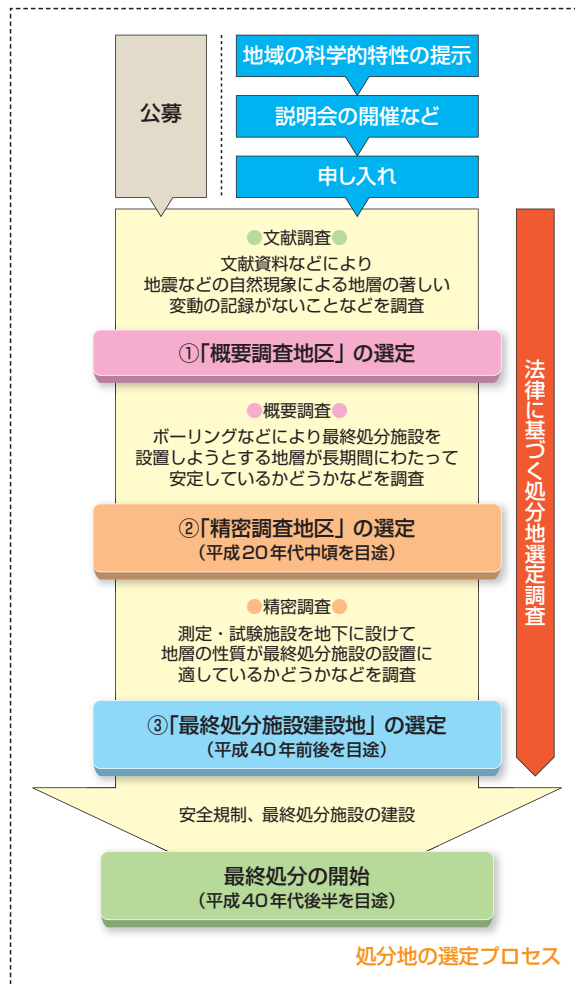 公募
地域の科学的特性の提示
説明会の開催など
申し入れ
●文献調査●
文献資料などにより
地震などの自然現象による地層の著しい
変動の記録がないことなどを調査
①「概要調査地区」の選定
●概要調査●
ボーリングなどにより最終処分施設を
設置しようとする地層が長期間にわたって
安定しているかどうかなどを調査
②「精密調査地区」の選定
(平成20年代中頃を目途)
●精密調査●
測定・試験施設を地下に設けて
地層の性質が最終処分施設の設置に
適しているかどうかなどを調査
③「最終処分施設建設地」の選定
(平成40年前後を目途)
法律に基づく処分地選定調査
安全規制、最終処分施設の建設
最終処分の開始
(平成40年代後半を目途)
処分地の選定プロセス